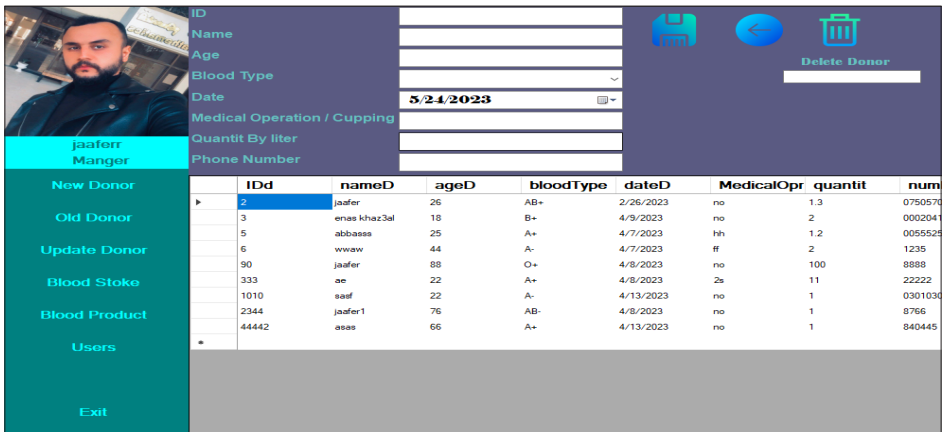 ID
Name
Age
Blood Type
Date 5/24/2023
Medical Operation / Cupping
Quantit By liter
Phone Number
Delete Donor
jaaferr
Manger
New Donor
Old Donor
Update Donor
Blood Stoke
Blood Product
Users
Exit
IDd nameD ageD bloodType dateD MedicalOpr quantit num
2 jaafer 26 AB+ 2/26/2023 no 1.3 0750570
3 enas khaz3al 18 B+ 4/9/2023 no 2 0002041
5 abbasss 25 A+ 4/7/2023 hh 1.2 0055525
6 wwaw 44 A- 4/7/2023 ff 2 1235
90 jaafer 88 O+ 4/8/2023 no 100 8888
333 ae 22 A+ 4/8/2023 2s 11 22222
1010 sasf 22 A- 4/13/2023 no 1 0301030
2344 jaafer1 76 AB- 4/8/2023 no 1 8766
44442 asas 66 A+ 4/13/2023 no 1 840445